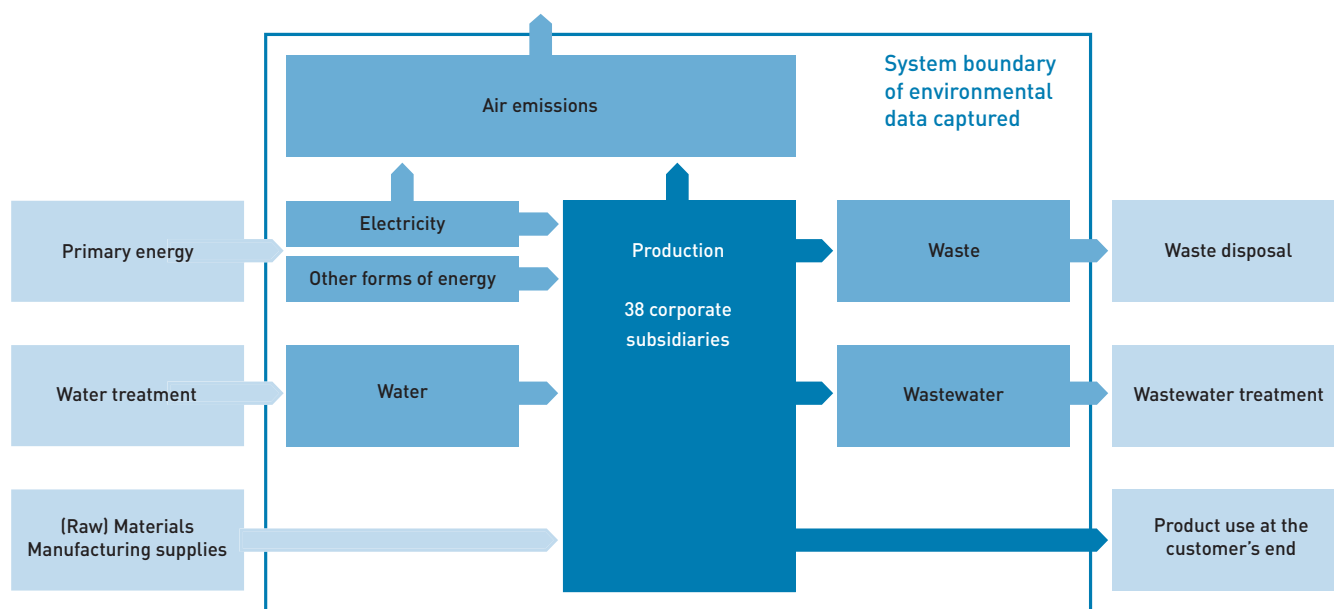 System boundary
of environmental
data captured
Air emissions
Primary energy
Electricity
Other forms of energy
Production
38 corporate
subsidiaries
Waste
Waste disposal
Water treatment
Water
Wastewater
Wastewater treatment
(Raw) Materials
Manufacturing supplies
Product use at the
customer’s end